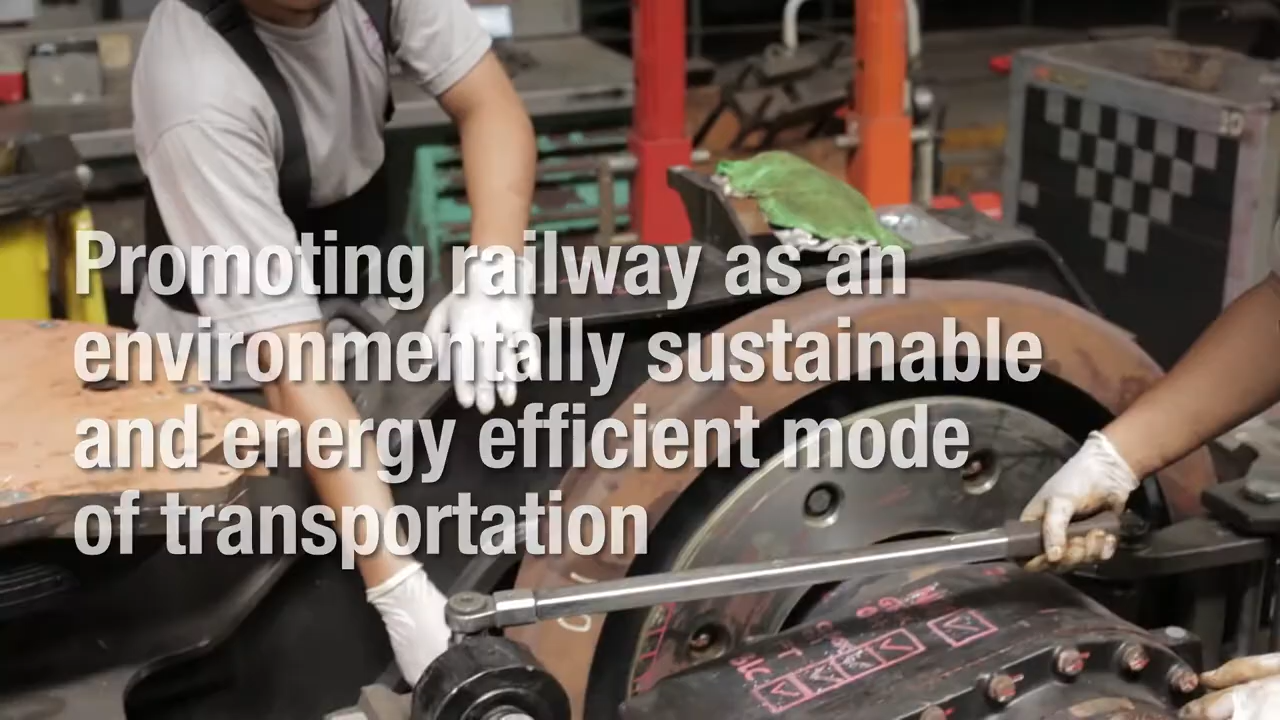 Promoting railway as an
environmentally sustainable
and energy efficient mode
of transportation